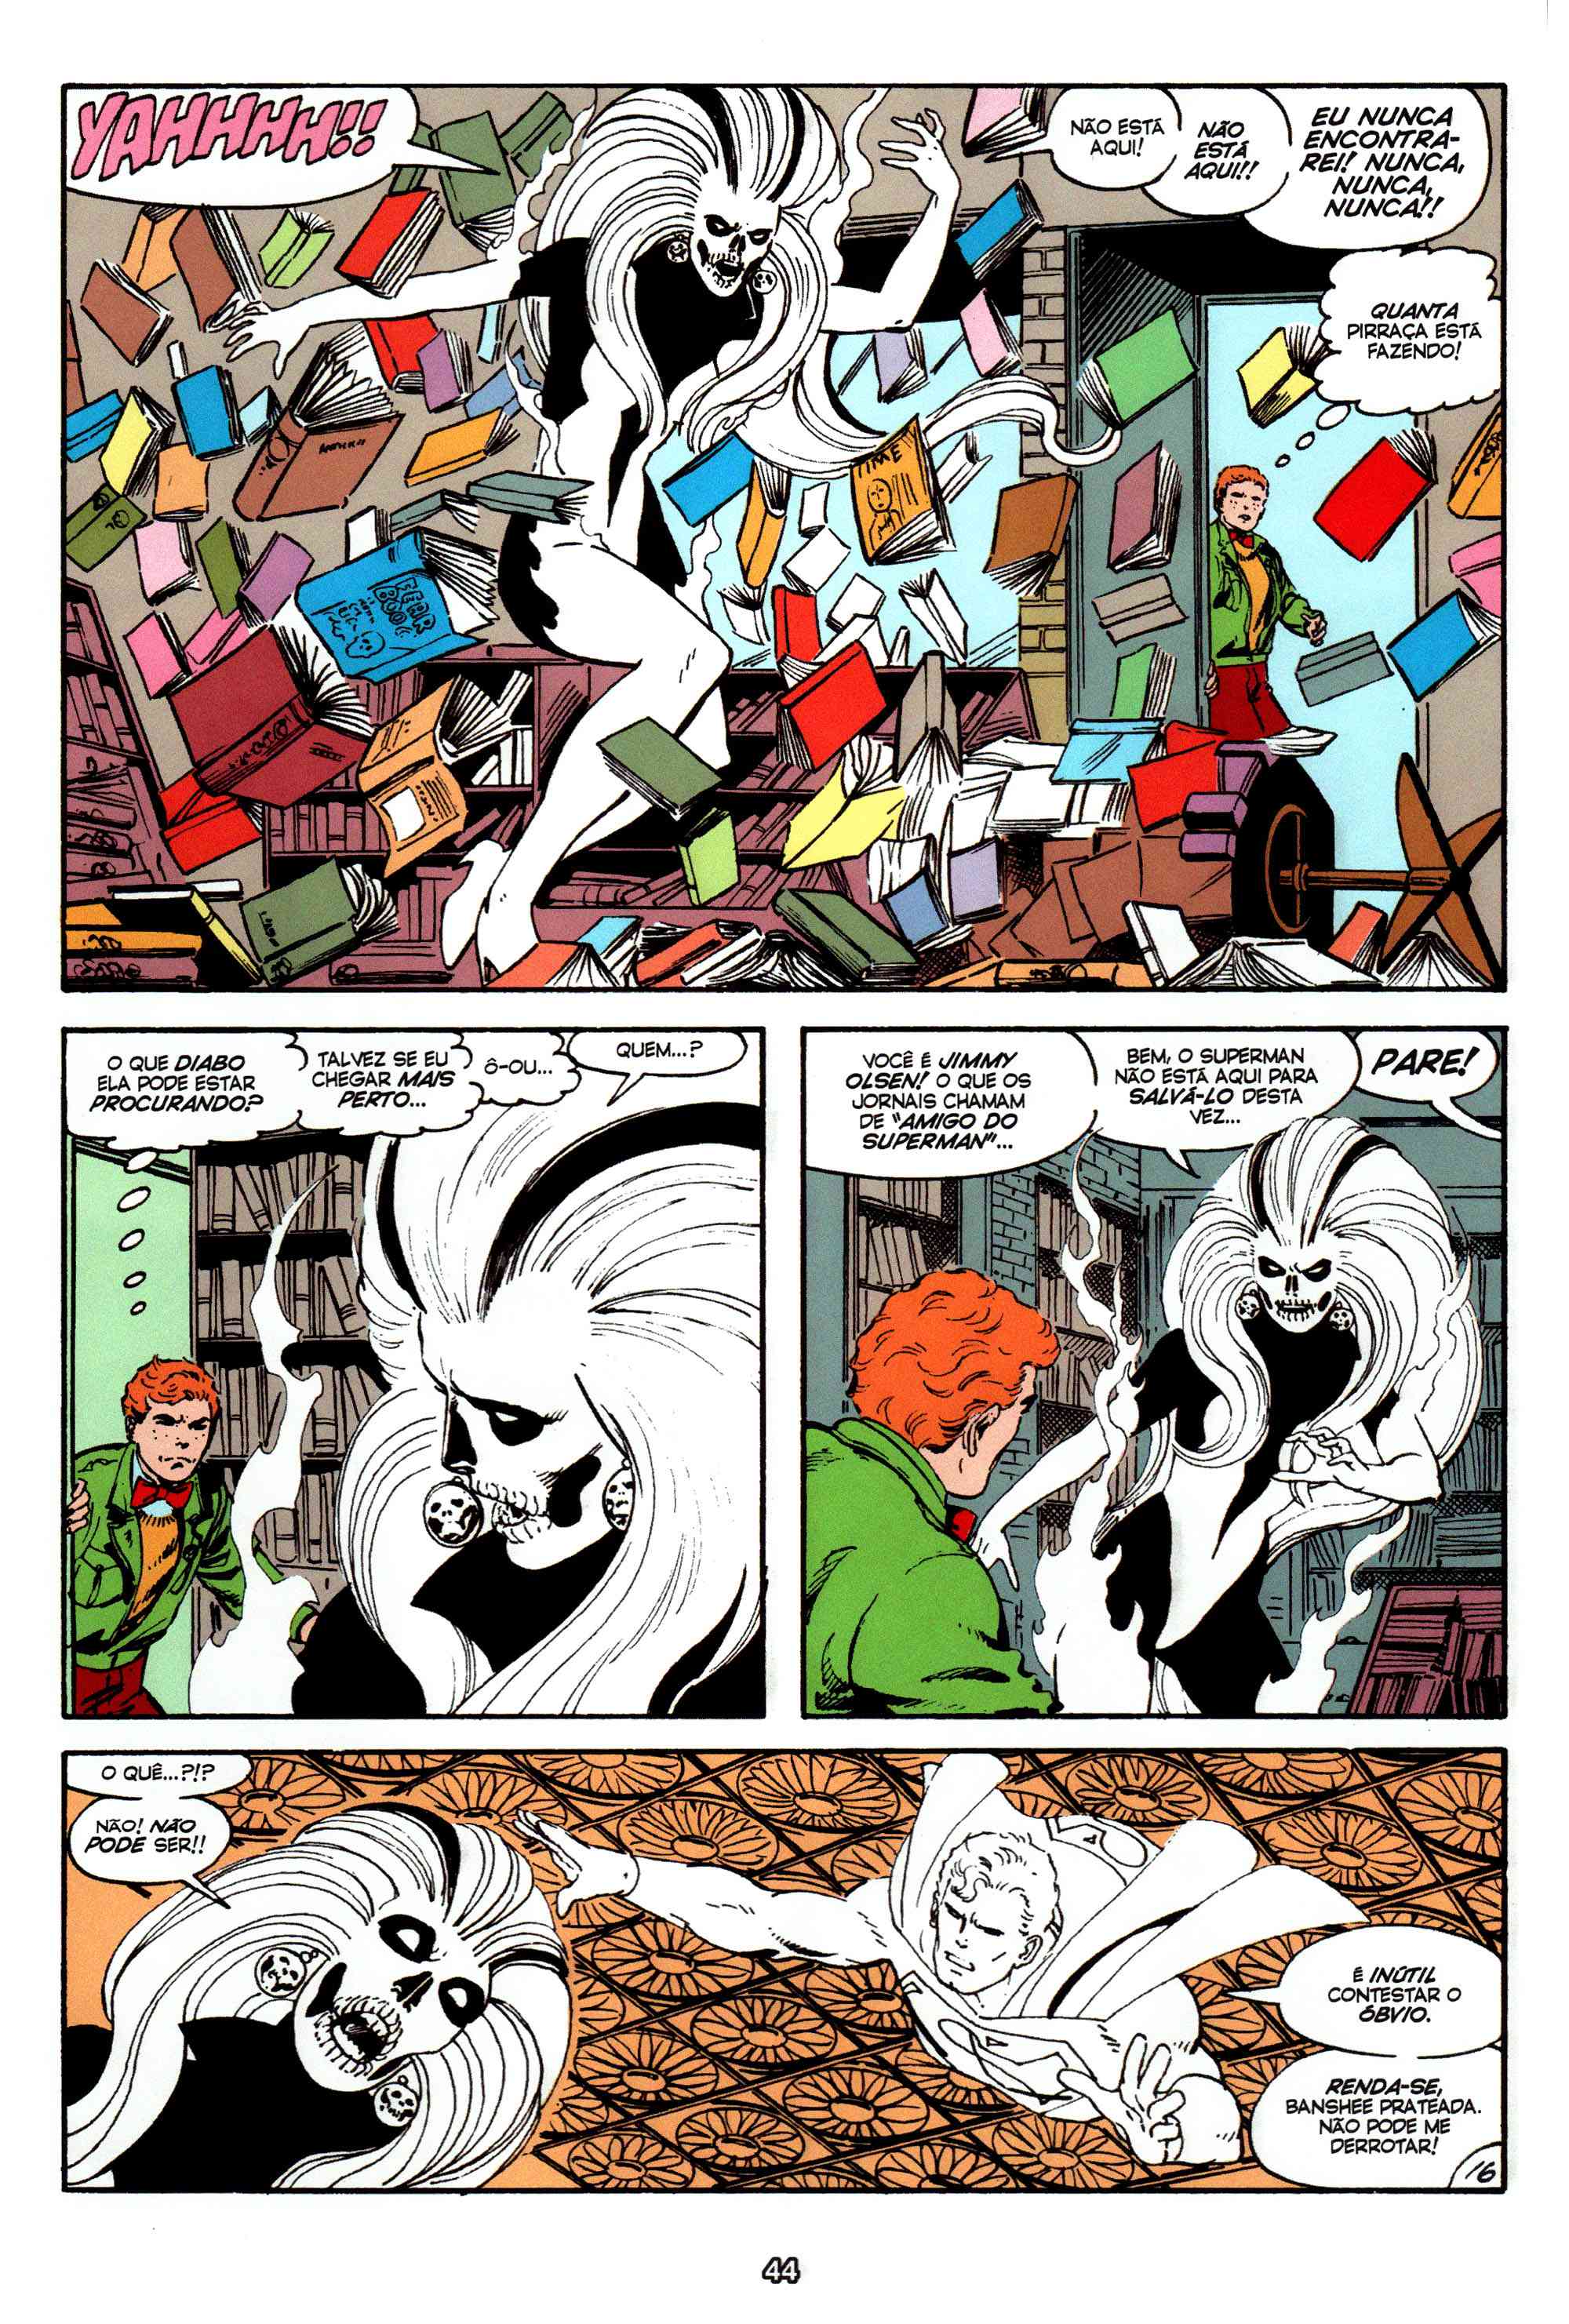 YAHHHH!!
NÃO ESTÁ
AQUI!
NÃO
ESTÁ
AQUI!!
EU NUNCA
ENCONTRA-
REI! NUNCA,
NUNCA,
NUNCA!!
QUANTA
PIRRAÇA ESTÁ
FAZENDO!
TIME
O QUE DIABO
ELA PODE ESTAR
PROCURANDO?
TALVEZ SE EU
CHEGAR MAIS
PERTO...
Ô-OU...
QUEM...?
VOCÊ É JIMMY
OLSEN! O QUE OS
JORNAIS CHAMAM
DE "AMIGO DO
SUPERMAN"...
BEM, O SUPERMAN
NÃO ESTÁ AQUI PARA
SALVÁ-LO DESTA
VEZ...
PARE!
O QUÊ...?!?
NÃO! NÃO
PODE SER!!
É INÚTIL
CONTESTAR O
ÓBVIO.
RENDA-SE,
BANSHEE PRATEADA.
NÃO PODE ME
DERROTAR!
16
44